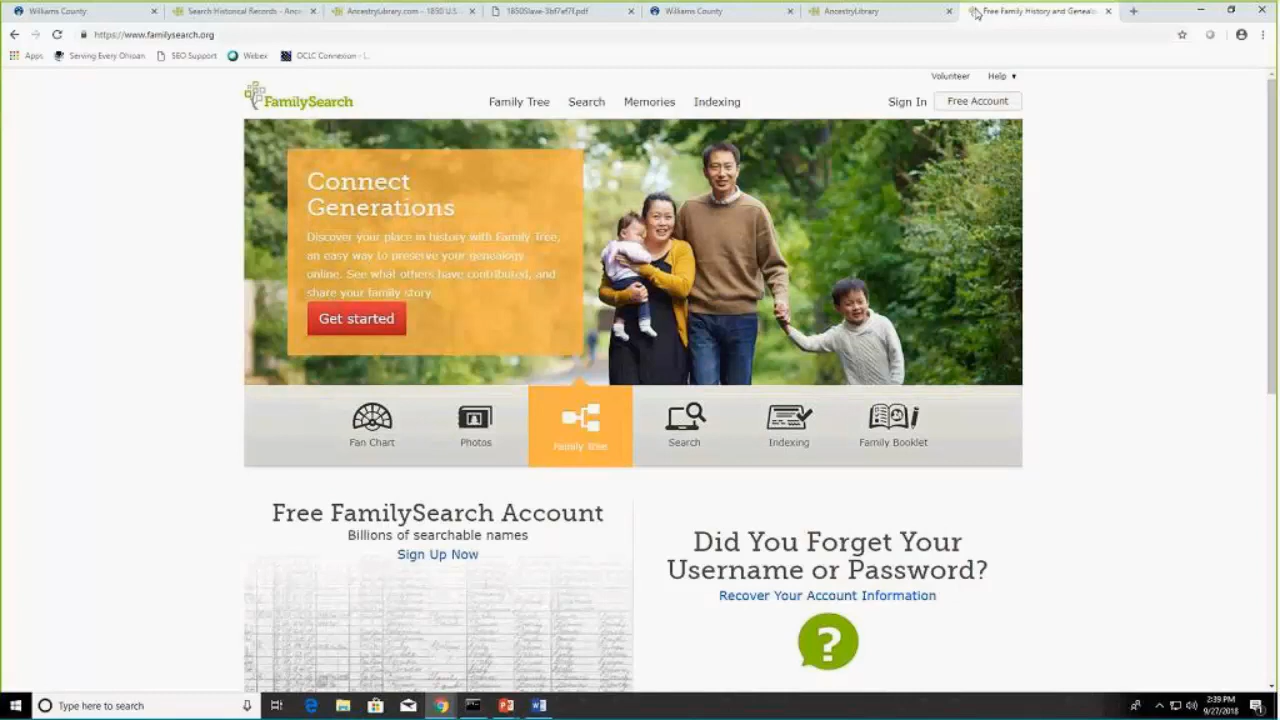 Williams County
Search Historical Records - Ance
AncestryLibrary.com - 1850 U.S.
1850Slave-3bf7ef7f.pdf
Williams County
AncestryLibrary
Free Family History and Geneal
https://www.familysearch.org
Apps
Serving Every Ohioan
SEO Support
Webex
OCLC Connexion - L
Volunteer
Help
FamilySearch
Family Tree
Search
Memories
Indexing
Sign In
Free Account
Connect
Generations
Discover your place in history with Family Tree,
an easy way to preserve your genealogy
online. See what others have contributed, and
share your family story.
Get started
Fan Chart
Photos
Family Tree
Search
Indexing
Family Booklet
Free FamilySearch Account
Billions of searchable names
Sign Up Now
Did You Forget Your
Username or Password?
Recover Your Account Information
?
Type here to search
2:39 PM
9/27/2018